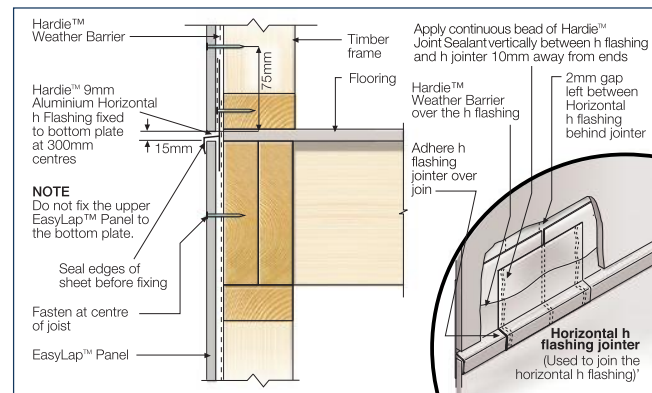 Hardie™
Weather Barrier
Hardie™ 9mm
Aluminium Horizontal
h Flashing fixed
to bottom plate
at 300mm
centres
NOTE
Do not fix the upper
EasyLap™ Panel to
the bottom plate.
Seal edges of
sheet before fixing
Fasten at centre
of joist
EasyLap™ Panel
75mm
15mm
Timber
frame
Flooring
Apply continuous bead of Hardie™
Joint Sealant vertically between h flashing
and h jointer 10mm away from ends
Hardie™
Weather Barrier
over the h flashing
2mm gap
left between
Horizontal
h flashing
behind jointer
Adhere h
flashing
jointer over
join
Horizontal h
flashing jointer
(Used to join the
horizontal h flashing)'